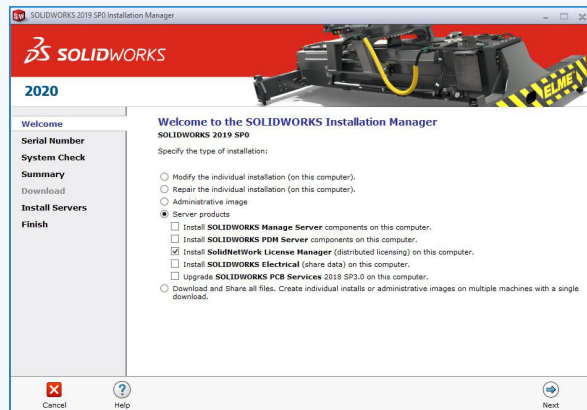 SOLIDWORKS 2019 SP0 Installation Manager
SOLIDWORKS
2020
ELME
Welcome
Serial Number
System Check
Summary
Download
Install Servers
Finish
Welcome to the SOLIDWORKS Installation Manager
SOLIDWORKS 2019 SP0
Specify the type of installation:
Modify the individual installation (on this computer).
Repair the individual installation (on this computer).
Administrative image
Server products
Install SOLIDWORKS Manage Server components on this computer.
Install SOLIDWORKS PDM Server components on this computer.
Install SolidNetWork License Manager (distributed licensing) on this computer.
Install SOLIDWORKS Electrical (share data) on this computer.
Upgrade SOLIDWORKS PCB Services 2018 SP3.0 on this computer.
Download and Share all files. Create individual installs or administrative images on multiple machines with a single
download.
Cancel
Help
Next